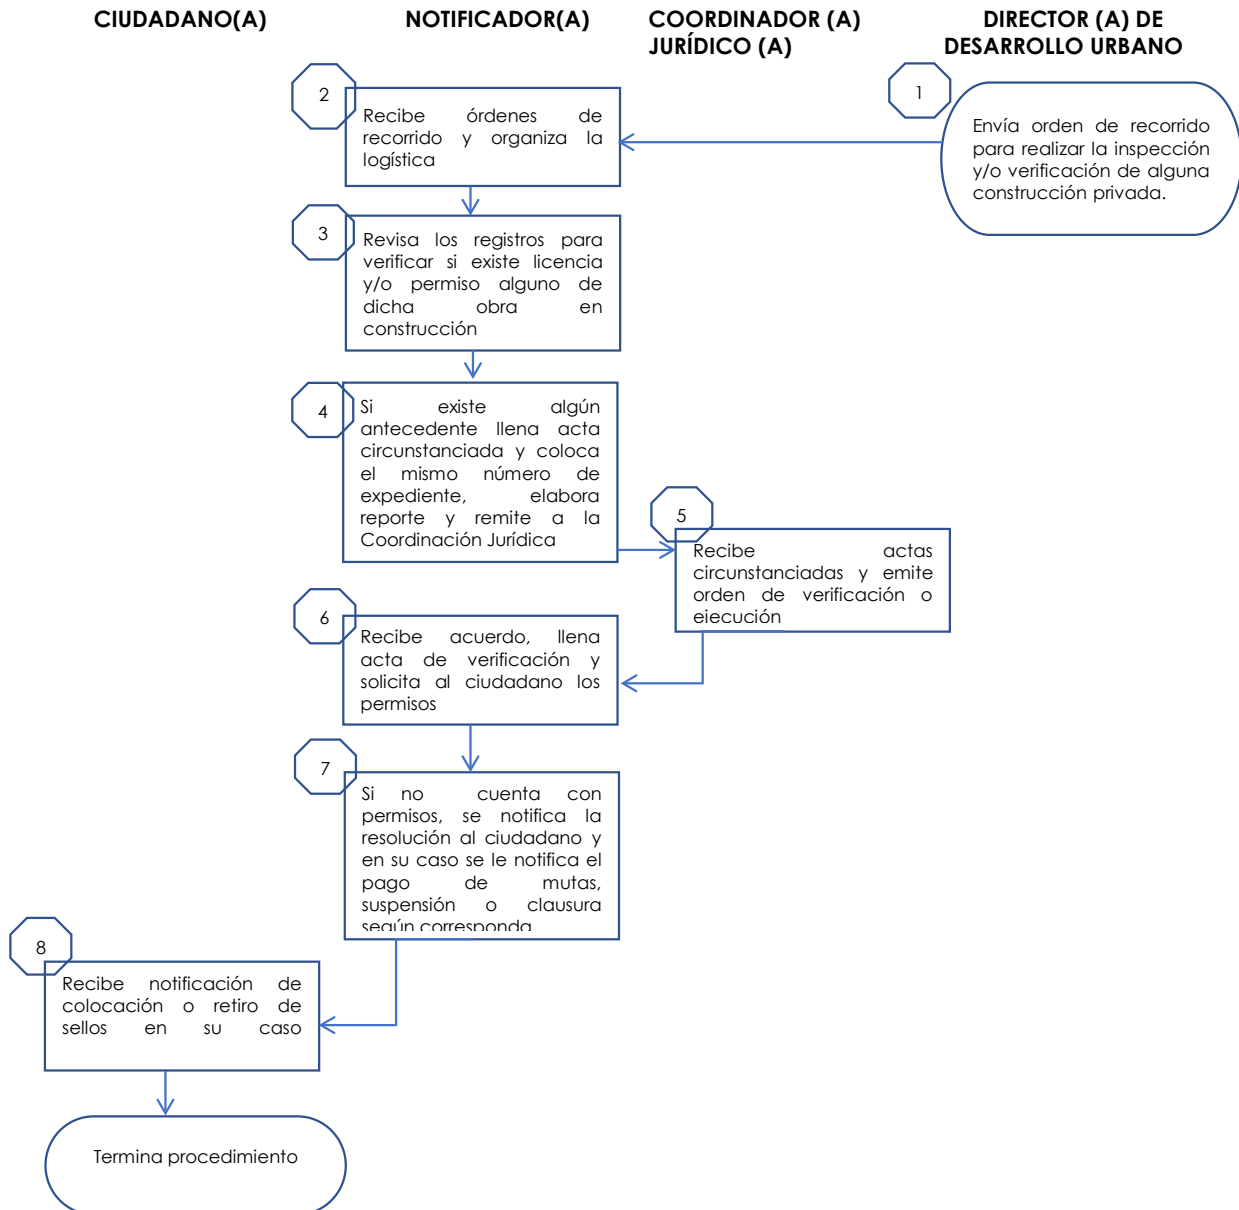 CIUDADANO(A)
NOTIFICADOR(A)
COORDINADOR (A)
JURÍDICO (A)
DIRECTOR (A) DE
DESARROLLO URBANO
1
Envía orden de recorrido
para realizar la inspección
y/o verificación de alguna
construcción privada.
2
Recibe órdenes de
recorrido y organiza la
logística
3
Revisa los registros para
verificar si existe licencia
y/o permiso alguno de
dicha obra en
construcción
4
Si existe algún
antecedente llena acta
circunstanciada y coloca
el mismo número de
expediente, elabora
reporte y remite a la
Coordinación Jurídica
5
Recibe actas
circunstanciadas y emite
orden de verificación o
ejecución
6
Recibe acuerdo, llena
acta de verificación y
solicita al ciudadano los
permisos
7
Si no cuenta con
permisos, se notifica la
resolución al ciudadano y
en su caso se le notifica el
pago de mutas,
suspensión o clausura
según corresponda
8
Recibe notificación de
colocación o retiro de
sellos en su caso
Termina procedimiento